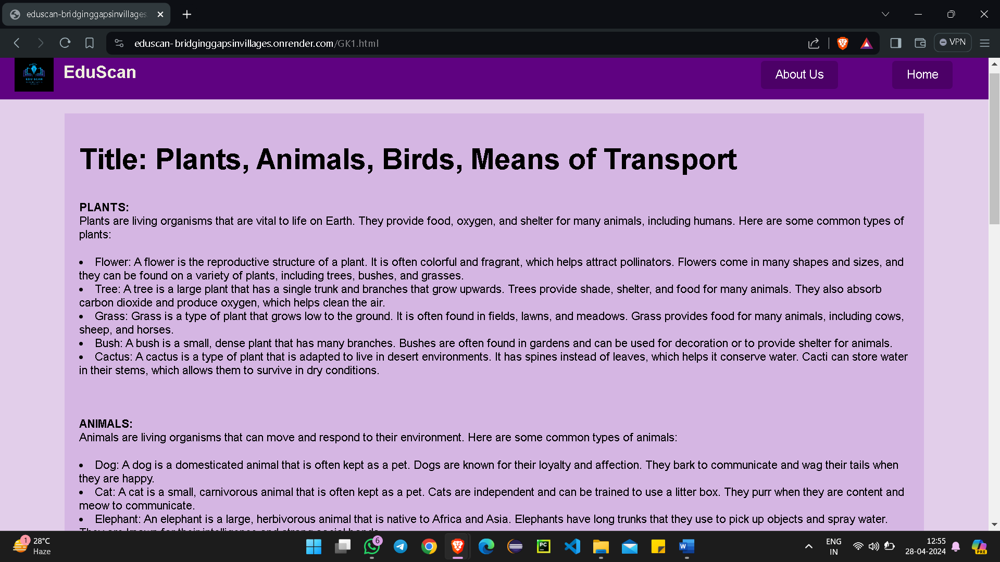 eduscan-bridginggapsinvillages
eduscan-bridginggapsinvillages.onrender.com/GK1.html
VPN
EDU SCAN
EduScan
About Us
Home
Title: Plants, Animals, Birds, Means of Transport
PLANTS:
Plants are living organisms that are vital to life on Earth. They provide food, oxygen, and shelter for many animals, including humans. Here are some common types of
plants:
• Flower: A flower is the reproductive structure of a plant. It is often colorful and fragrant, which helps attract pollinators. Flowers come in many shapes and sizes, and
they can be found on a variety of plants, including trees, bushes, and grasses.
• Tree: A tree is a large plant that has a single trunk and branches that grow upwards. Trees provide shade, shelter, and food for many animals. They also absorb
carbon dioxide and produce oxygen, which helps clean the air.
• Grass: Grass is a type of plant that grows low to the ground. It is often found in fields, lawns, and meadows. Grass provides food for many animals, including cows,
sheep, and horses.
• Bush: A bush is a small, dense plant that has many branches. Bushes are often found in gardens and can be used for decoration or to provide shelter for animals.
• Cactus: A cactus is a type of plant that is adapted to live in desert environments. It has spines instead of leaves, which helps it conserve water. Cacti can store water
in their stems, which allows them to survive in dry conditions.
ANIMALS:
Animals are living organisms that can move and respond to their environment. Here are some common types of animals:
• Dog: A dog is a domesticated animal that is often kept as a pet. Dogs are known for their loyalty and affection. They bark to communicate and wag their tails when
they are happy.
• Cat: A cat is a small, carnivorous animal that is often kept as a pet. Cats are independent and can be trained to use a litter box. They purr when they are content and
meow to communicate.
• Elephant: An elephant is a large, herbivorous animal that is native to Africa and Asia. Elephants have long trunks that they use to pick up objects and spray water.
They are known for their intelligence and strong social bonds.
1
28°C
Haze
6
PC
W
ENG
IN
12:55
28-04-2024
PRE